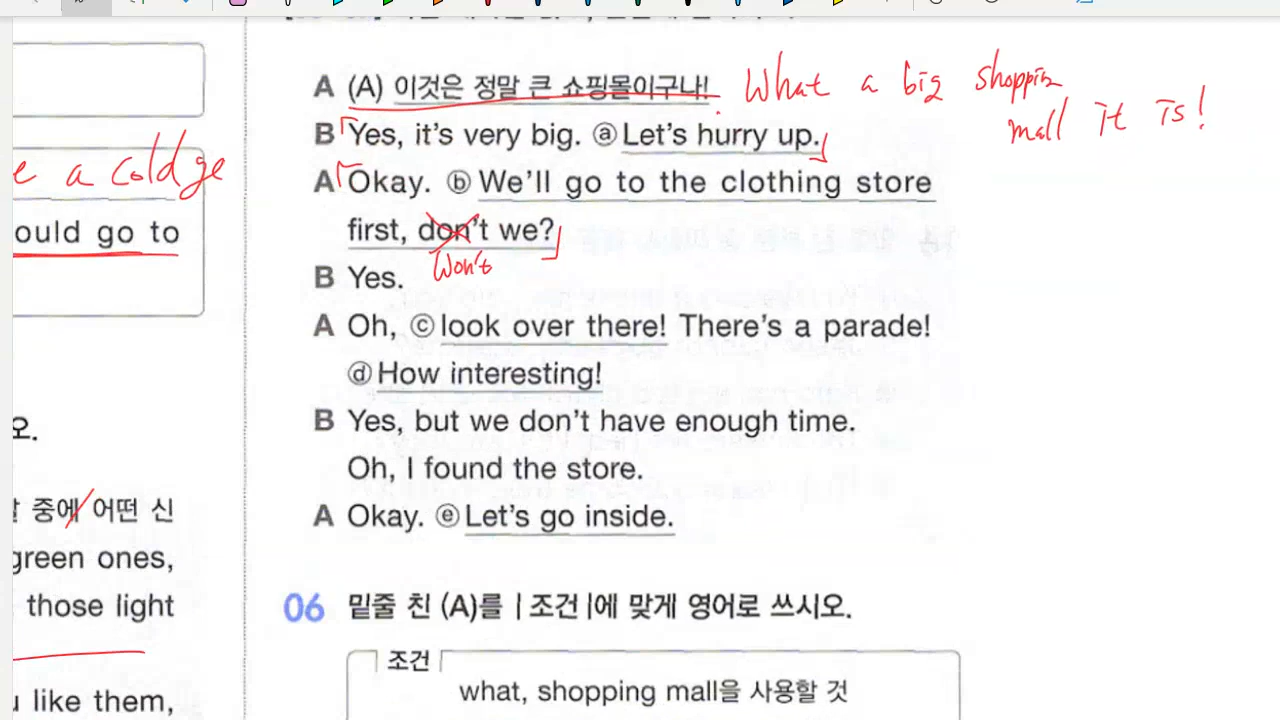 A (A) 이것은 정말 큰 쇼핑몰이구나! What a big shoppin
mall it is!
B Yes, it's very big. ⓐ Let's hurry up.
A Okay. ⓑ We'll go to the clothing store
first, don't we?
Won't
B Yes.
A Oh, ⓒ look over there! There's a parade!
ⓓ How interesting!
B Yes, but we don't have enough time.
Oh, I found the store.
A Okay. ⓔ Let's go inside.
06 밑줄 친 (A)를 |조건|에 맞게 영어로 쓰시오.
조건
what, shopping mall을 사용할 것
e a cold ge
ould go to
오.
중에 어떤 신
green ones,
those light
like them,